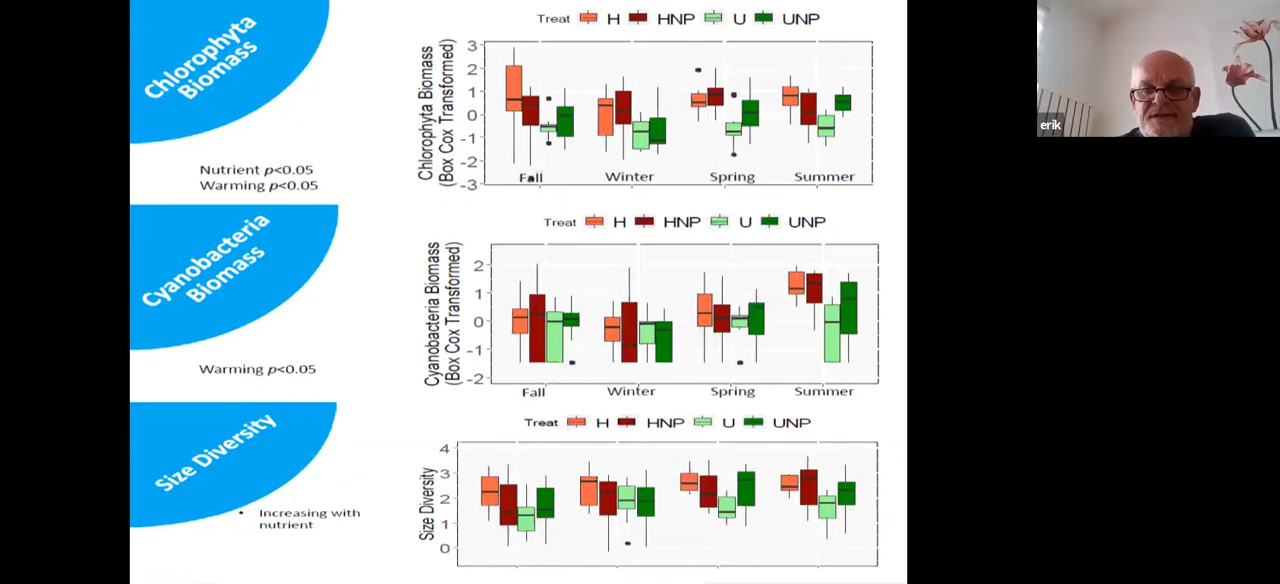 Chlorophyta
Biomass
Nutrient p<0.05
Warming p<0.05
Treat H HNP U UNP
Chlorophyta Biomass
(Box Cox Transformed)
3
2
1
0
-1
-2
-3
Fall Winter Spring Summer
Cyanobacteria
Biomass
Warming p<0.05
Treat H HNP U UNP
Cyanobacteria Biomass
(Box Cox Transformed)
2
1
0
-1
-2
Fall Winter Spring Summer
Size Diversity
• Increasing with
nutrient
Treat H HNP U UNP
Size Diversity
4
3
2
1
0
erik